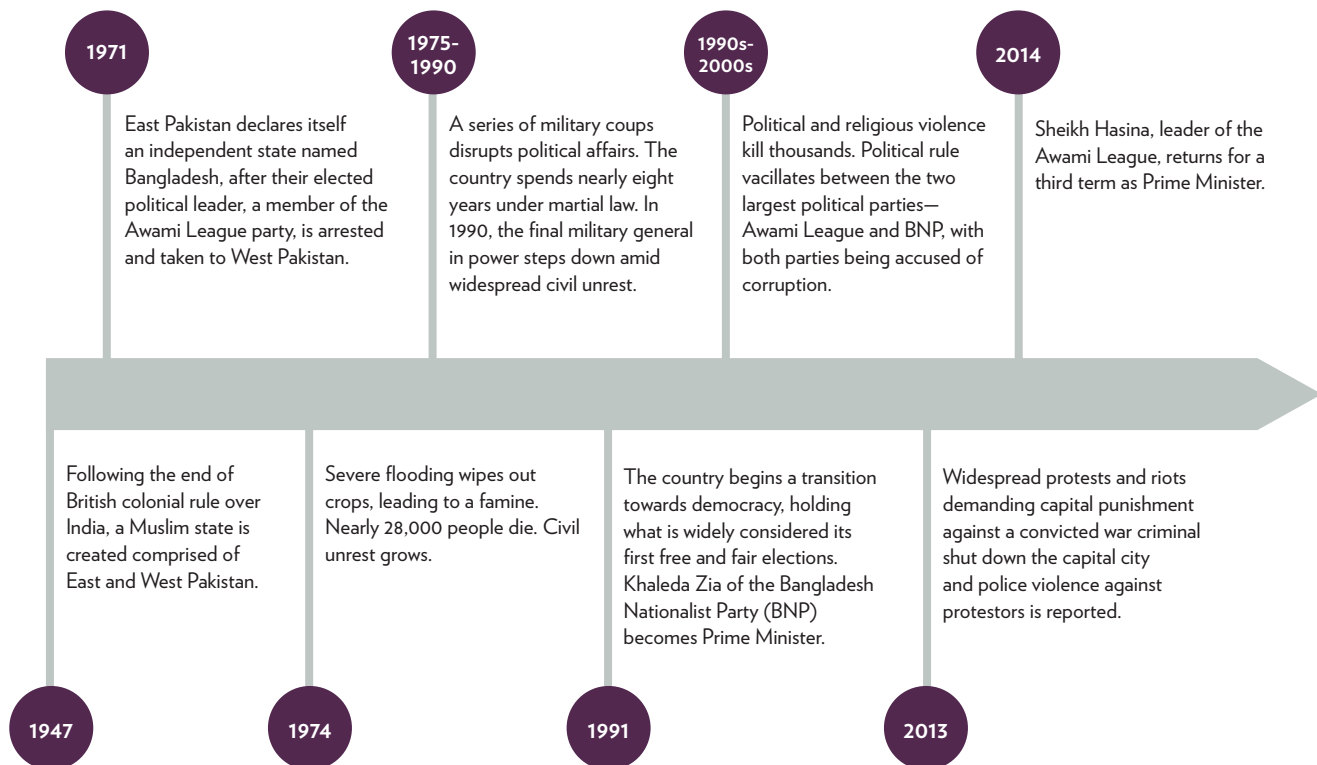 1971
East Pakistan declares itself
an independent state named
Bangladesh, after their elected
political leader, a member of the
Awami League party, is arrested
and taken to West Pakistan.
1975-
1990
A series of military coups
disrupts political affairs. The
country spends nearly eight
years under martial law. In
1990, the final military general
in power steps down amid
widespread civil unrest.
1990s-
2000s
Political and religious violence
kill thousands. Political rule
vacillates between the two
largest political parties—
Awami League and BNP, with
both parties being accused of
corruption.
2014
Sheikh Hasina, leader of the
Awami League, returns for a
third term as Prime Minister.
Following the end of
British colonial rule over
India, a Muslim state is
created comprised of
East and West Pakistan.
1947
Severe flooding wipes out
crops, leading to a famine.
Nearly 28,000 people die. Civil
unrest grows.
1974
The country begins a transition
towards democracy, holding
what is widely considered its
first free and fair elections.
Khaleda Zia of the Bangladesh
Nationalist Party (BNP)
becomes Prime Minister.
1991
Widespread protests and riots
demanding capital punishment
against a convicted war criminal
shut down the capital city
and police violence against
protestors is reported.
2013